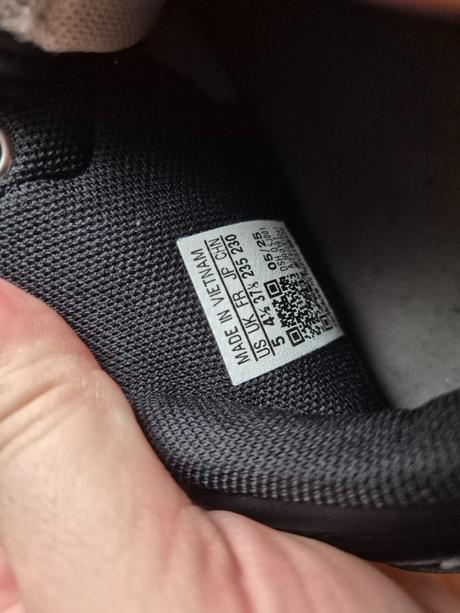 MADE IN VIETNAM
US UK FR JP CHN
5 4½ 37⅓ 235 230
05/25